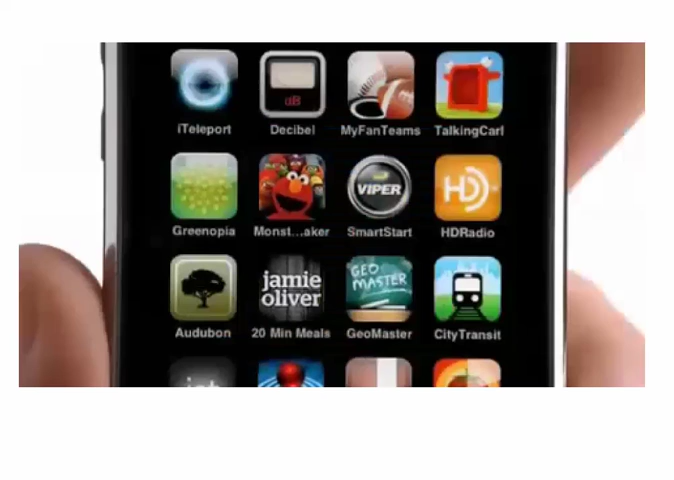 dB
iTeleport Decibel MyFanTeams TalkingCarl
VIPER
HD
Greenopia Monst...aker SmartStart HDRadio
jamie
oliver
GEO
MASTER
Audubon 20 Min Meals GeoMaster CityTransit